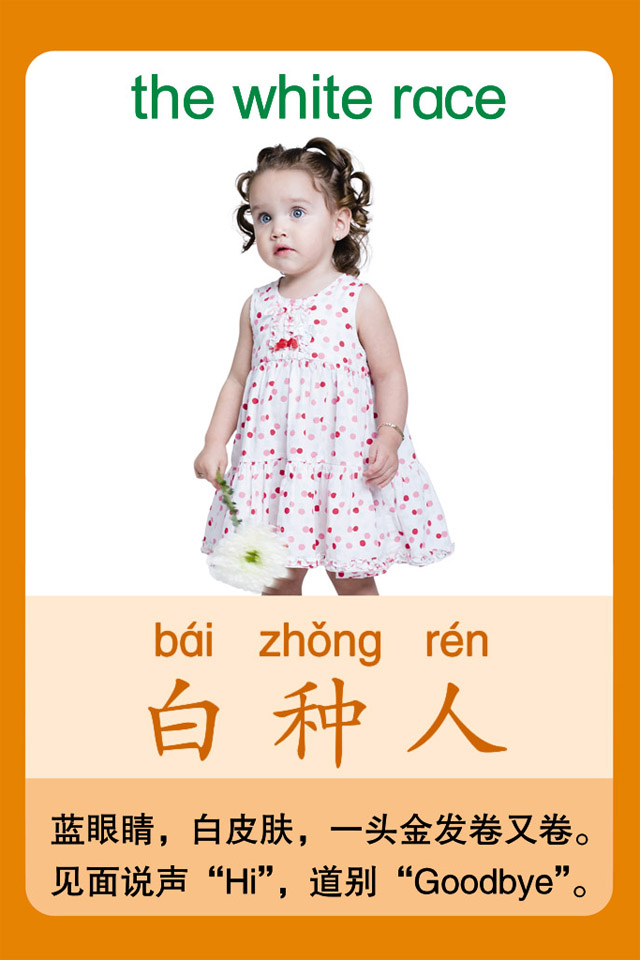 the white race
bái zhǒng rén
白种人
蓝眼睛，白皮肤，一头金发卷又卷。
见面说声“Hi”，道别“Goodbye”。